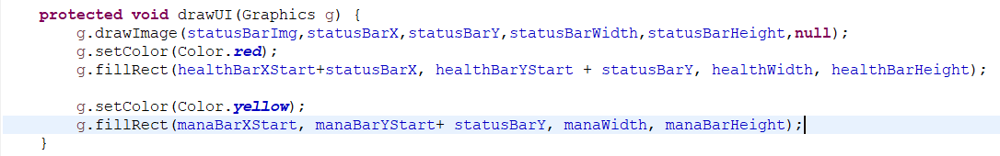 protected void drawUI(Graphics g) {
g.drawImage(statusBarImg,statusBarX,statusBarY,statusBarWidth,statusBarHeight,null);
g.setColor(Color.red);
g.fillRect(healthBarXStart+statusBarX, healthBarYStart + statusBarY, healthWidth, healthBarHeight);
g.setColor(Color.yellow);
g.fillRect(manaBarXStart, manaBarYStart+ statusBarY, manaWidth, manaBarHeight);
}